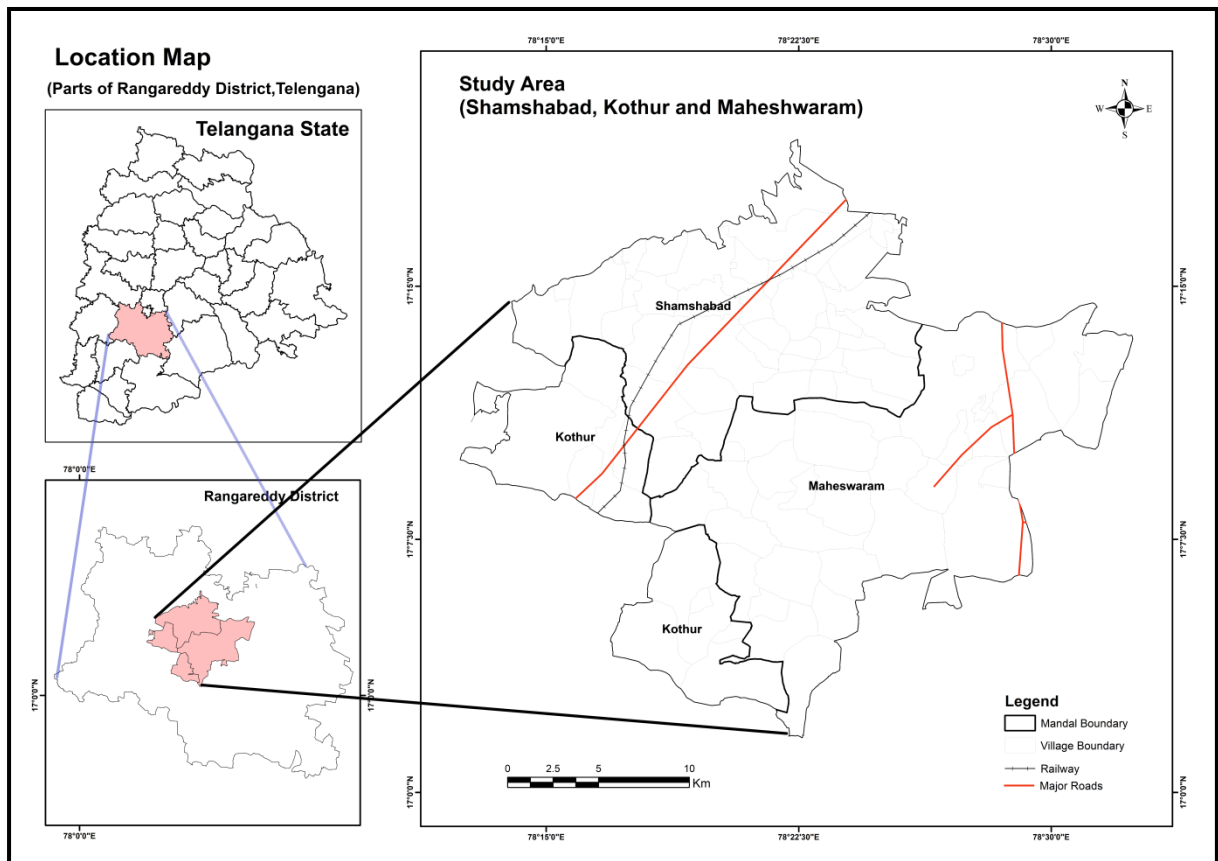 Location Map
(Parts of Rangareddy District,Telengana)
Telangana State
78°0'0"E
Rangareddy District
17°0'0"N
17°0'0"N
78°0'0"E
78°15'0"E
78°22'30"E
78°30'0"E
Study Area
(Shamshabad, Kothur and Maheshwaram)
N
W
E
S
17°15'0"N
17°15'0"N
Shamshabad
Kothur
Maheswaram
17°7'30"N
17°7'30"N
Kothur
Legend
Mandal Boundary
Village Boundary
Railway
Major Roads
0 2.5 5 10
Km
17°0'0"N
17°0'0"N
78°15'0"E
78°22'30"E
78°30'0"E